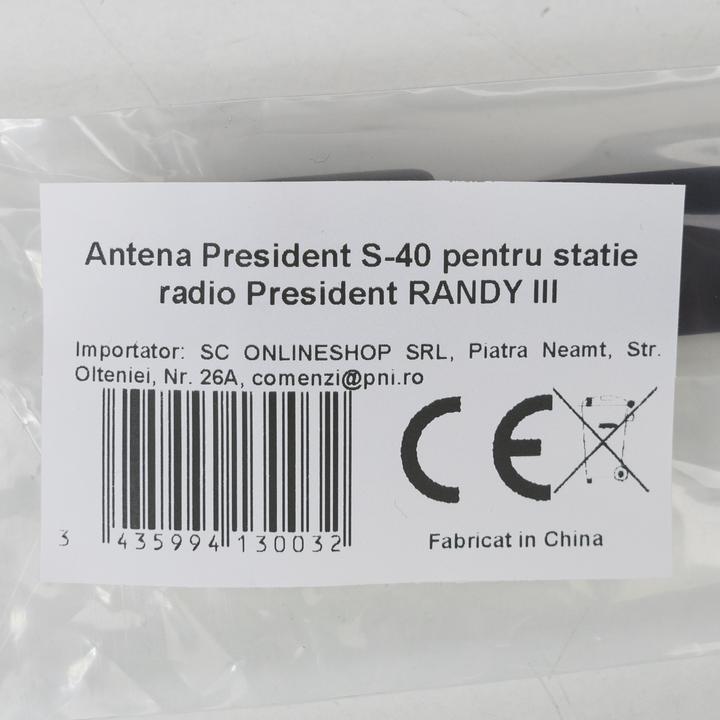 Antena President S-40 pentru statie
radio President RANDY III
Importator: SC ONLINESHOP SRL, Piatra Neamt, Str.
Olteniei, Nr. 26A, comenzi@pni.ro
CE
3 435994 130032
Fabricat in China